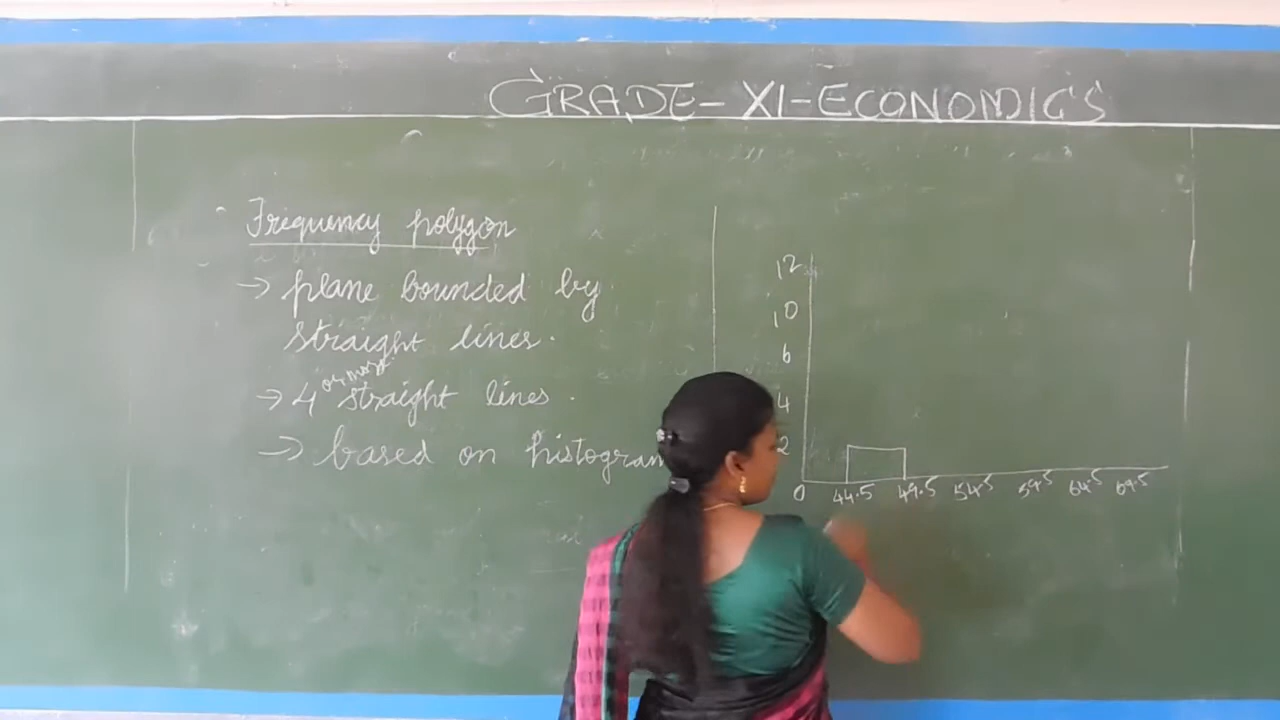 GRADE-XI-ECONOMICS
Frequency polygon
→ plane bounded by
straight lines.
or more
→ 4 straight lines.
→ based on histogram
12
10
6
4
2
0 44.5 49.5 54.5 59.5 64.5 69.5